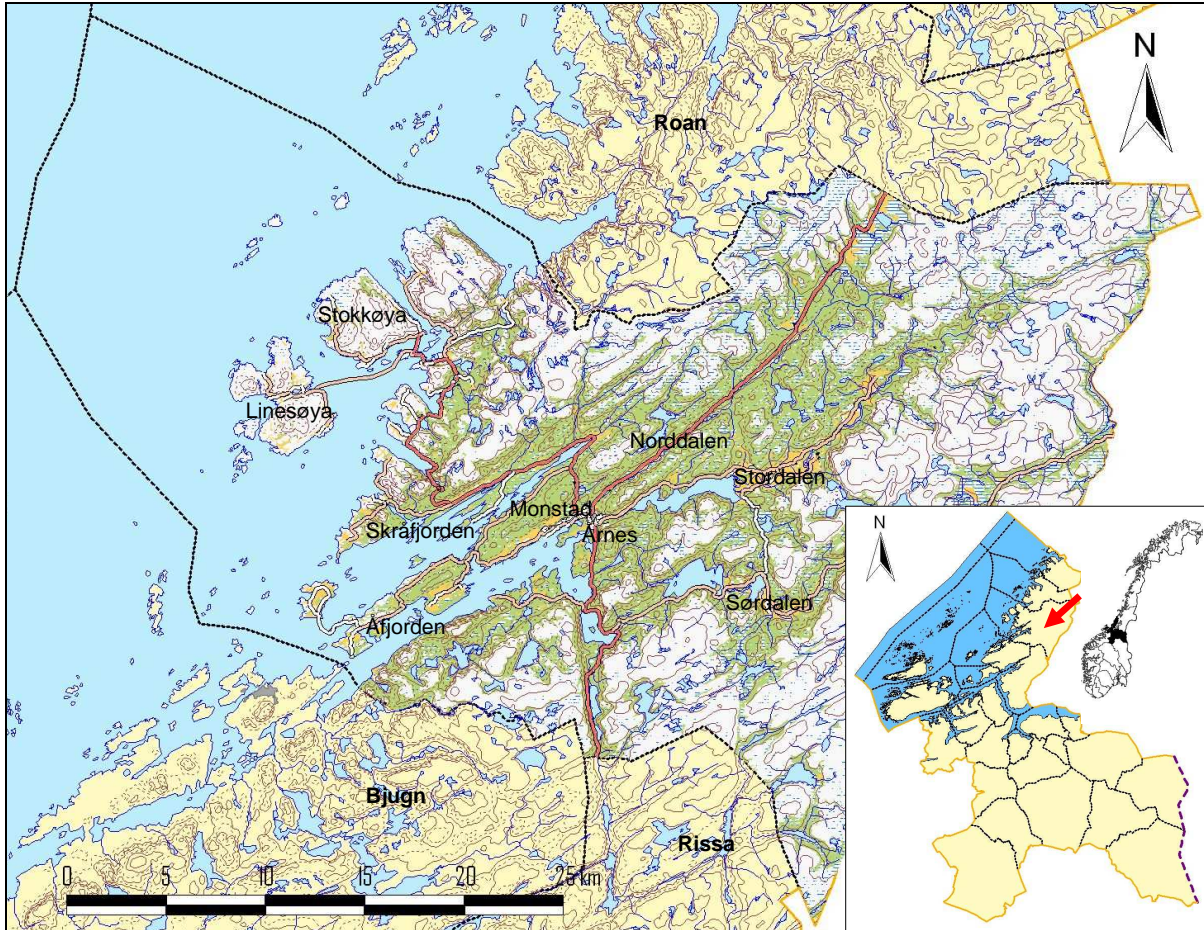 N
Roan
Stokkøya
Linesøya
Norddalen
Stordalen
Monstad
Skråfjorden
Årnes
N
Sørdalen
Åfjorden
Bjugn
Rissa
0 5 10 15 20 25 km